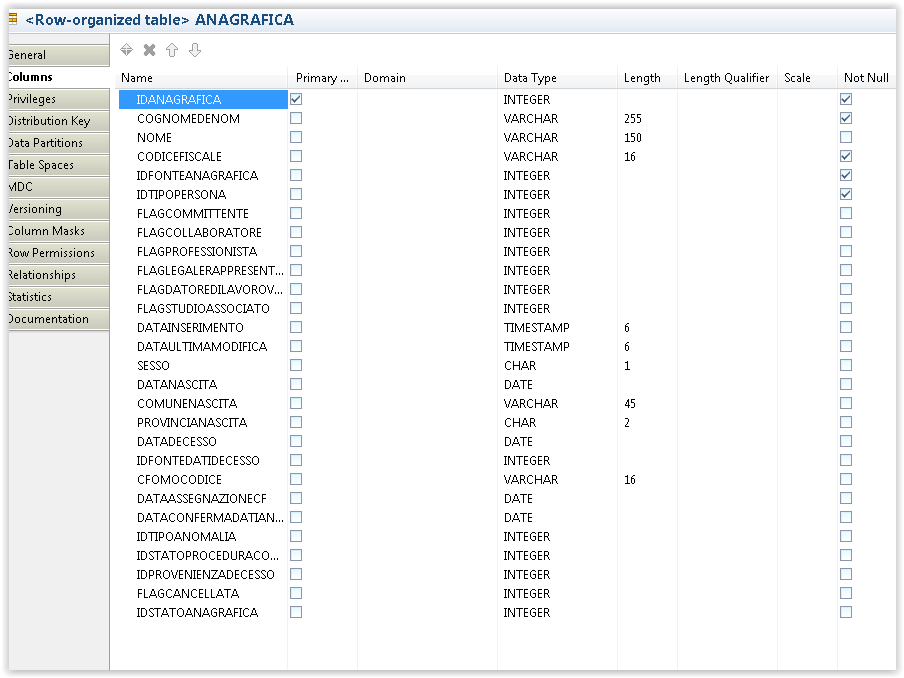 <Row-organized table> ANAGRAFICA
General
Columns
Privileges
Distribution Key
Data Partitions
Table Spaces
MDC
Versioning
Column Masks
Row Permissions
Relationships
Statistics
Documentation
Name Primary ... Domain Data Type Length Length Qualifier Scale Not Null
IDANAGRAFICA INTEGER
COGNOMEDENOM VARCHAR 255
NOME VARCHAR 150
CODICEFISCALE VARCHAR 16
IDFONTEANAGRAFICA INTEGER
IDTIPOPERSONA INTEGER
FLAGCOMMITTENTE INTEGER
FLAGCOLLABORATORE INTEGER
FLAGPROFESSIONISTA INTEGER
FLAGLEGALERAPPRESENT... INTEGER
FLAGDATOREDILAVOROV... INTEGER
FLAGSTUDIOASSOCIATO INTEGER
DATAINSERIMENTO TIMESTAMP 6
DATAULTIMAMODIFICA TIMESTAMP 6
SESSO CHAR 1
DATANASCITA DATE
COMUNENASCITA VARCHAR 45
PROVINCIANASCITA CHAR 2
DATADECESSO DATE
IDFONTEDATIDECESSO INTEGER
CFOMOCODICE VARCHAR 16
DATAASSEGNAZIONECF DATE
DATACONFERMADATIAN... DATE
IDTIPOANOMALIA INTEGER
IDSTATOPROCEDURACO... INTEGER
IDPROVENIENZADECESSO INTEGER
FLAGCANCELLATA INTEGER
IDSTATOANAGRAFICA INTEGER